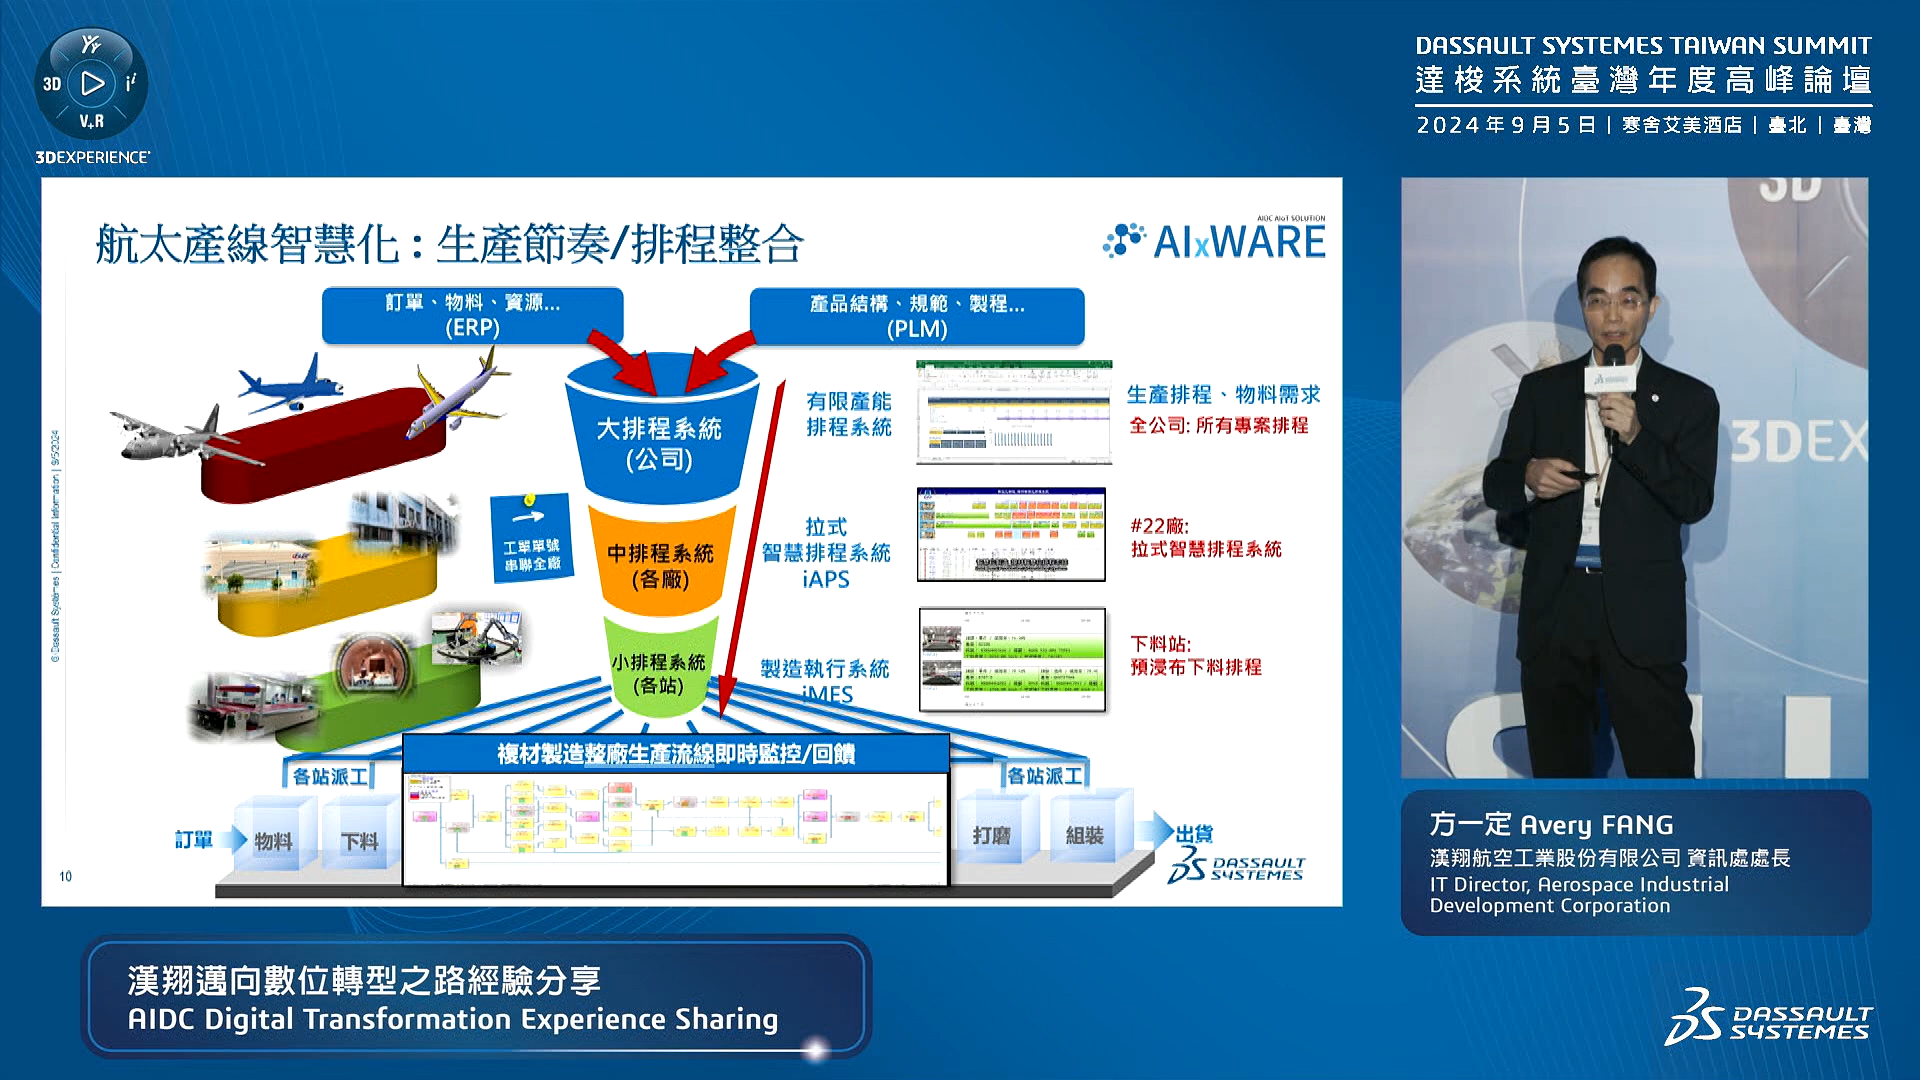 3D
V+R
3DEXPERIENCE
DASSAULT SYSTEMES TAIWAN SUMMIT
達梭系統臺灣年度高峰論壇
2024年9月5日 | 寒舍艾美酒店 | 臺北 | 臺灣
航太產線智慧化：生產節奏/排程整合
AIDC AIoT SOLUTION
AIxWARE
訂單、物料、資源...
(ERP)
產品結構、規範、製程...
(PLM)
大排程系統
(公司)
有限產能
排程系統
生產排程、物料需求
全公司: 所有專案排程
工單單號
串聯全廠
中排程系統
(各廠)
拉式
智慧排程系統
iAPS
#22廠:
拉式智慧排程系統
小排程系統
(各站)
製造執行系統
iMES
下料站:
預浸布下料排程
複材製造整廠生產流線即時監控/回饋
各站派工
各站派工
訂單
物料
下料
打磨
組裝
出貨
DASSAULT
SYSTEMES
10
© Dassault Systèmes | Confidential Information | 9/5/2024
3D
3DEX
方一定 Avery FANG
漢翔航空工業股份有限公司 資訊處處長
IT Director, Aerospace Industrial
Development Corporation
漢翔邁向數位轉型之路經驗分享
AIDC Digital Transformation Experience Sharing
DASSAULT
SYSTEMES